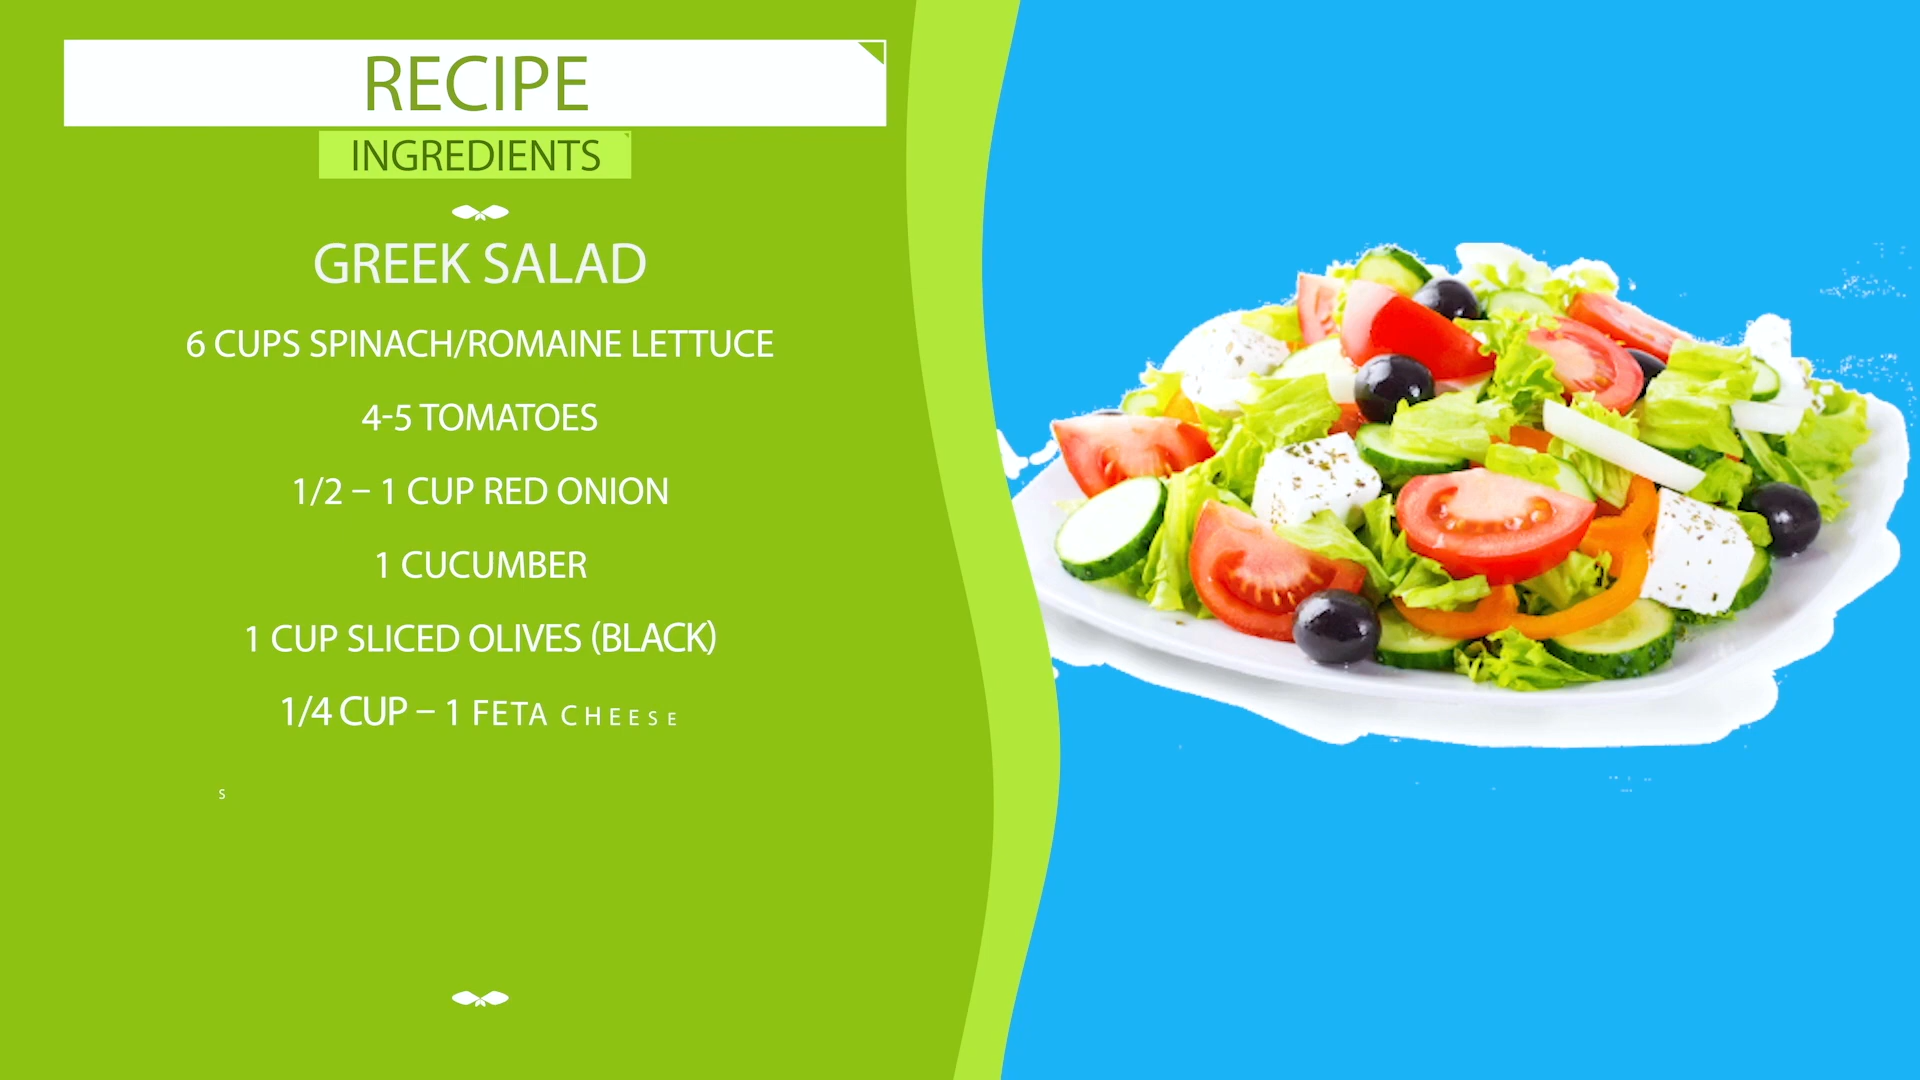 RECIPE
INGREDIENTS
GREEK SALAD
6 CUPS SPINACH/ROMAINE LETTUCE
4-5 TOMATOES
1/2 – 1 CUP RED ONION
1 CUCUMBER
1 CUP SLICED OLIVES (BLACK)
1/4 CUP – 1 FETA CHEESE
S